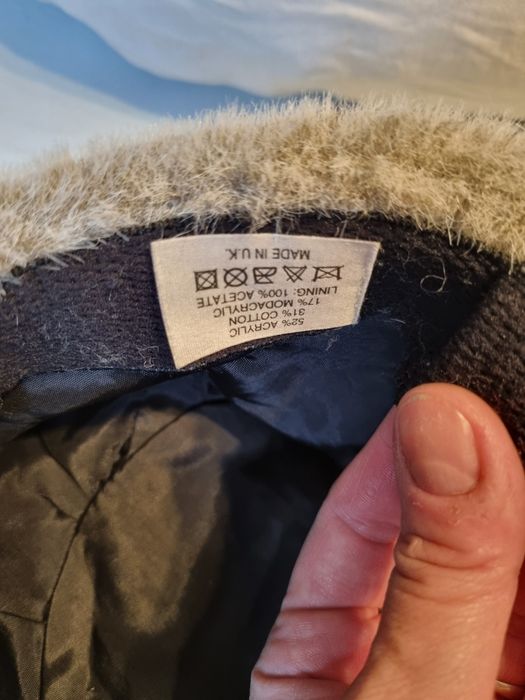 52% ACRYLIC
31% COTTON
17% MODACRYLIC
LINING: 100% ACETATE
MADE IN U.K.